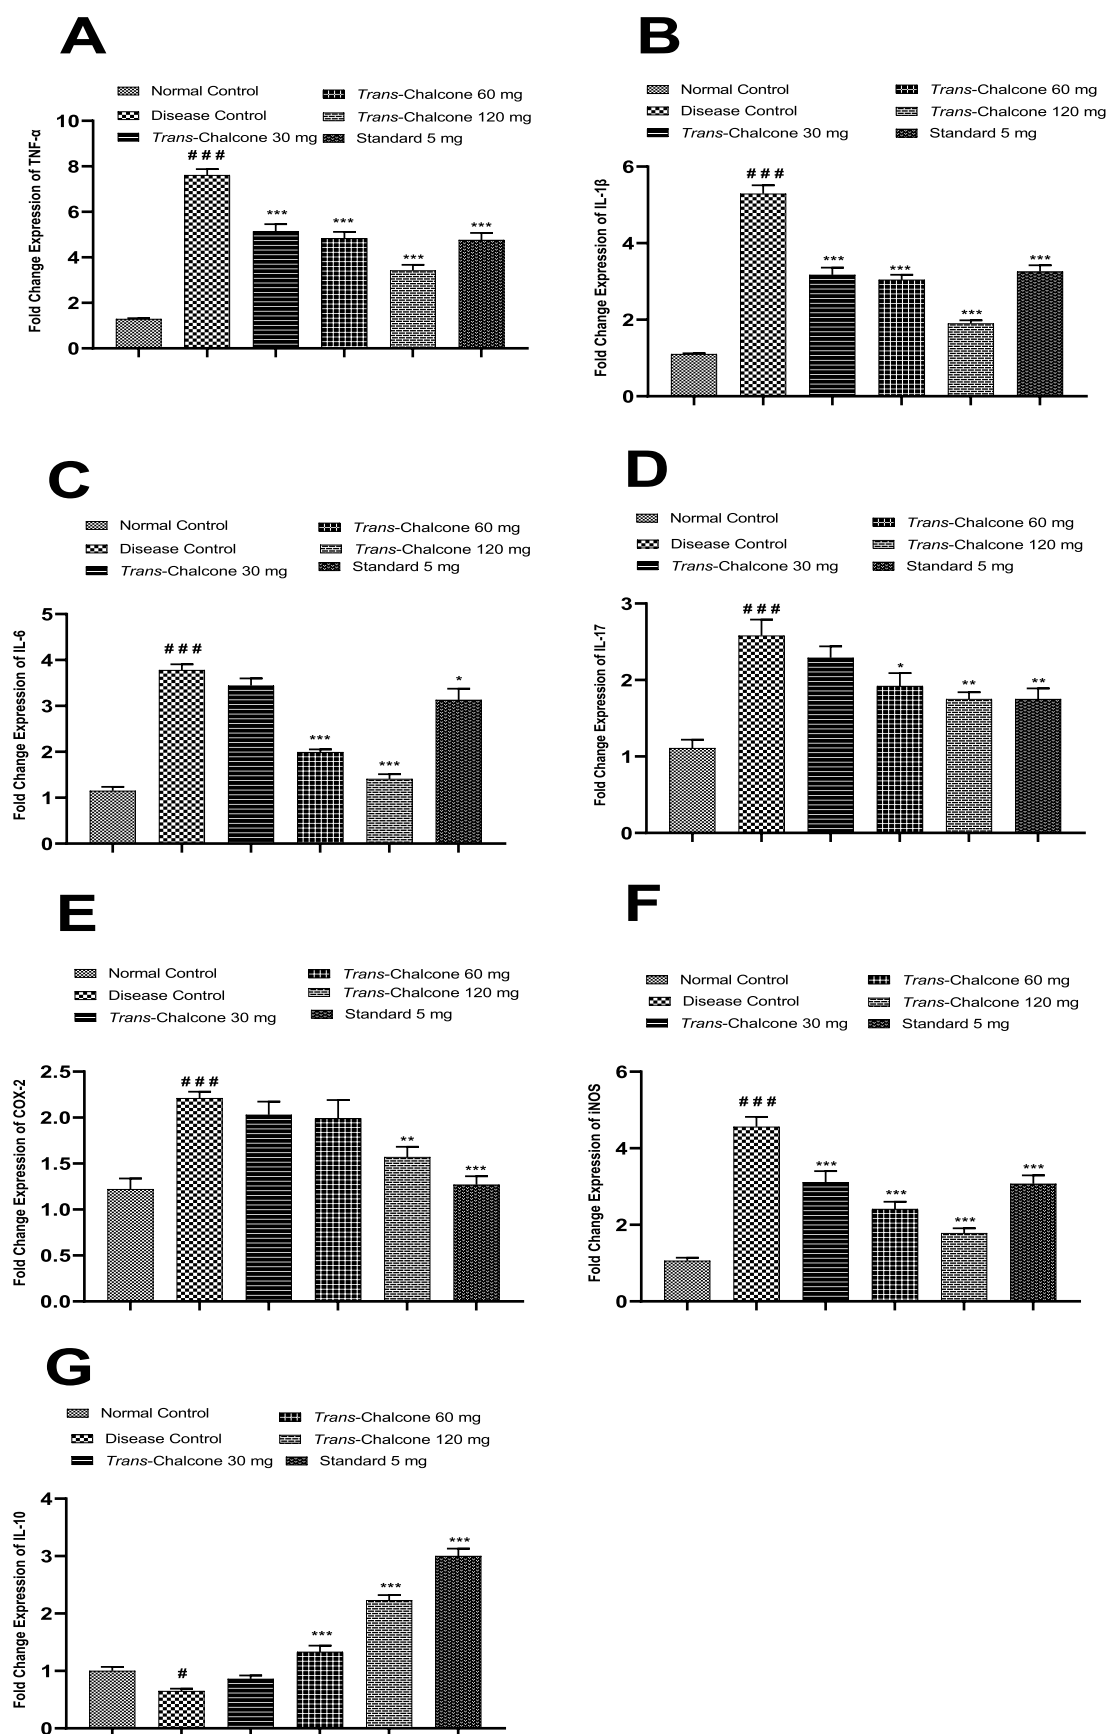 A
Normal Control
Trans-Chalcone 60 mg
Disease Control
Trans-Chalcone 120 mg
Trans-Chalcone 30 mg
Standard 5 mg
Fold Change Expression of TNF-α
10
8
6
4
2
0
###
***
***
***
***
B
Normal Control
Trans-Chalcone 60 mg
Disease Control
Trans-Chalcone 120 mg
Trans-Chalcone 30 mg
Standard 5 mg
Fold Change Expression of IL-1β
6
4
2
0
###
***
***
***
***
C
Normal Control
Trans-Chalcone 60 mg
Disease Control
Trans-Chalcone 120 mg
Trans-Chalcone 30 mg
Standard 5 mg
Fold Change Expression of IL-6
5
4
3
2
1
0
###
***
***
*
D
Normal Control
Trans-Chalcone 60 mg
Disease Control
Trans-Chalcone 120 mg
Trans-Chalcone 30 mg
Standard 5 mg
Fold Change Expression of IL-17
3
2
1
0
###
*
**
**
E
Normal Control
Trans-Chalcone 60 mg
Disease Control
Trans-Chalcone 120 mg
Trans-Chalcone 30 mg
Standard 5 mg
Fold Change Expression of COX-2
2.5
2.0
1.5
1.0
0.5
0.0
###
**
***
F
Normal Control
Trans-Chalcone 60 mg
Disease Control
Trans-Chalcone 120 mg
Trans-Chalcone 30 mg
Standard 5 mg
Fold Change Expression of iNOS
6
4
2
0
###
***
***
***
***
G
Normal Control
Trans-Chalcone 60 mg
Disease Control
Trans-Chalcone 120 mg
Trans-Chalcone 30 mg
Standard 5 mg
Fold Change Expression of IL-10
4
3
2
1
0
#
***
***
***